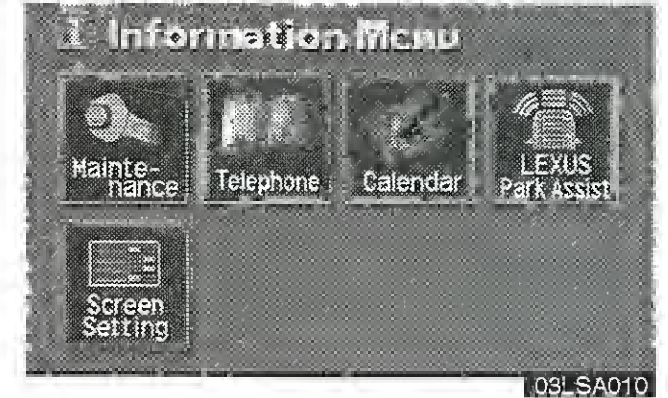 i Information Menu
Mainte-
nance
Telephone
Calendar
LEXUS
Park Assist
Screen
Setting
03LSA010